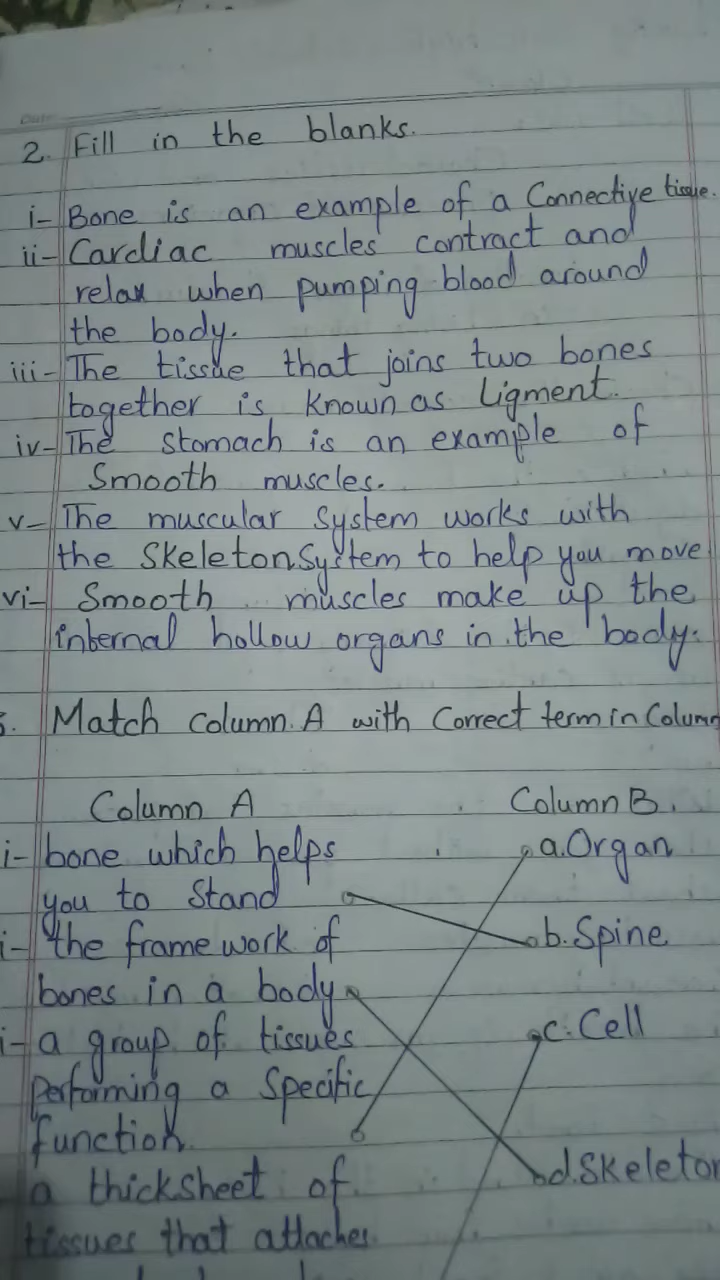 2. Fill in the blanks.
i- Bone is an example of a Connective tissue.
ii- Cardiac muscles contract and
relax when pumping blood around
the body.
iii- The tissue that joins two bones
together is known as Ligment.
iv- The stomach is an example of
Smooth muscles.
v- The muscular system works with
the Skeleton System to help you move
vi- Smooth muscles make up the
internal hollow organs in the body.
3. Match column A with Correct term in Column
Column A Column B.
i- bone which helps a. Organ
you to Stand
i- the frame work of b. Spine
bones in a body
i- a group of tissues c. Cell
Performing a Specific
function.
a thick sheet of d. Skeleton
tissues that attaches